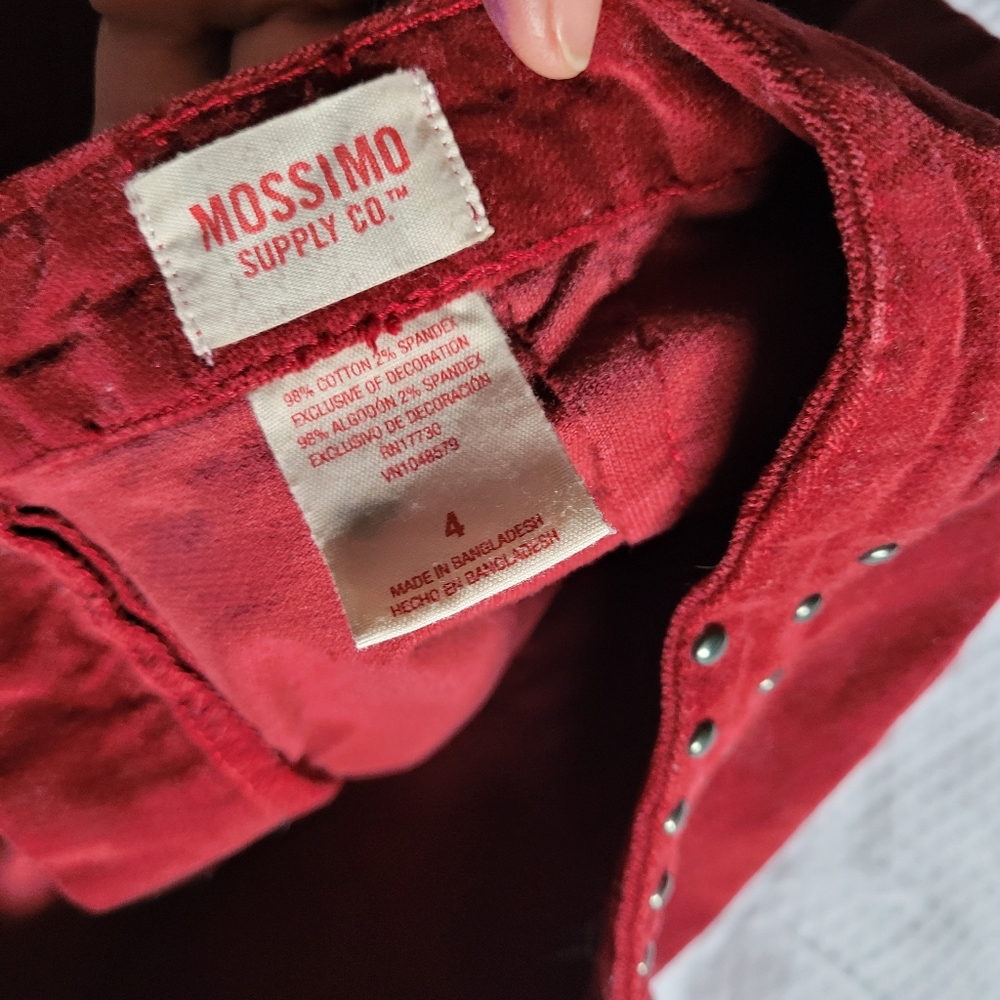 MOSSIMO
SUPPLY CO.™
98% COTTON 2% SPANDEX
EXCLUSIVE OF DECORATION
98% ALGODON 2% SPANDEX
EXCLUSIVO DE DECORACIÓN
RN17730
VN1048579
4
MADE IN BANGLADESH
HECHO EN BANGLADESH